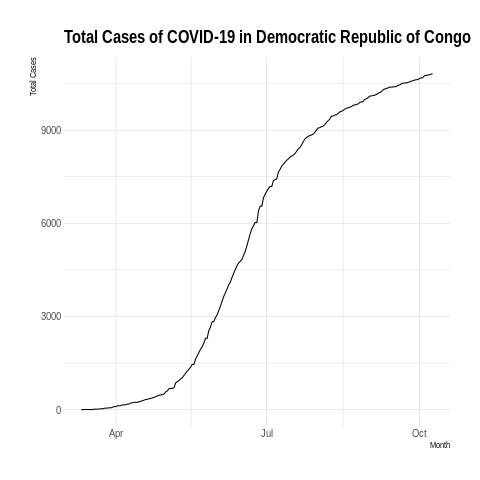 Total Cases of COVID-19 in Democratic Republic of Congo
Total Cases
9000
6000
3000
0
Apr Jul Oct
Month